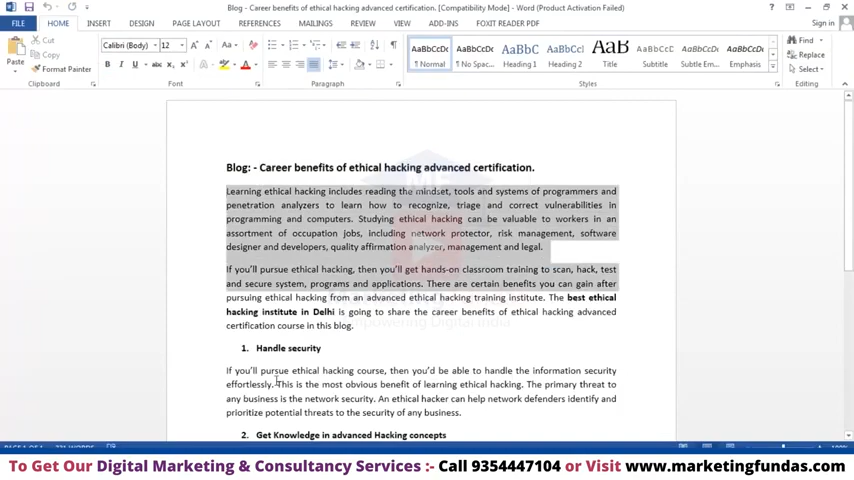 Blog - Career benefits of ethical hacking advanced certification. [Compatibility Mode] - Word (Product Activation Failed)
FILE HOME INSERT DESIGN PAGE LAYOUT REFERENCES MAILINGS REVIEW VIEW ADD-INS FOXIT READER PDF Sign in
Cut
Copy
Format Painter
Paste
Calibri (Body) 12
AaBbCcDc AaBbCcDc AaBbC AaBbCcl AaBb AaBbCcDc AaBbCcDc AaBbCcDc
¶ Normal ¶ No Spac... Heading 1 Heading 2 Title Subtitle Subtle Em... Emphasis
Find
Replace
Select
Clipboard Font Paragraph Styles Editing
Blog: - Career benefits of ethical hacking advanced certification.
Learning ethical hacking includes reading the mindset, tools and systems of programmers and
penetration analyzers to learn how to recognize, triage and correct vulnerabilities in
programming and computers. Studying ethical hacking can be valuable to workers in an
assortment of occupation jobs, including network protector, risk management, software
designer and developers, quality affirmation analyzer, management and legal.
If you'll pursue ethical hacking, then you'll get hands-on classroom training to scan, hack, test
and secure system, programs and applications. There are certain benefits you can gain after
pursuing ethical hacking from an advanced ethical hacking training institute. The best ethical
hacking institute in Delhi is going to share the career benefits of ethical hacking advanced
certification course in this blog.
1. Handle security
If you'll pursue ethical hacking course, then you'd be able to handle the information security
effortlessly. This is the most obvious benefit of learning ethical hacking. The primary threat to
any business is the network security. An ethical hacker can help network defenders identify and
prioritize potential threats to the security of any business.
2. Get Knowledge in advanced Hacking concepts
To Get Our Digital Marketing & Consultancy Services :- Call 9354447104 or Visit www.marketingfundas.com